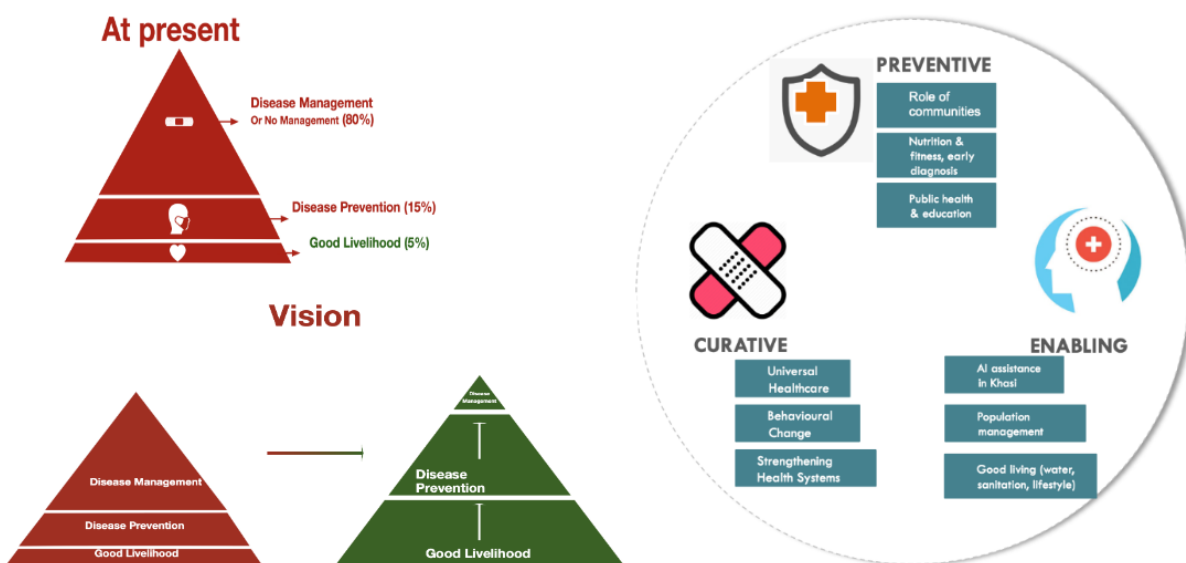 At present
Disease Management
Or No Management (80%)
Disease Prevention (15%)
Good Livelihood (5%)
Vision
Disease Management
Disease Prevention
Good Livelihood
Disease
Management
Disease
Prevention
Good Livelihood
PREVENTIVE
Role of
communities
Nutrition &
fitness, early
diagnosis
Public health
& education
CURATIVE
Universal
Healthcare
Behavioural
Change
Strengthening
Health Systems
ENABLING
AI assistance
in Khasi
Population
management
Good living (water,
sanitation, lifestyle)